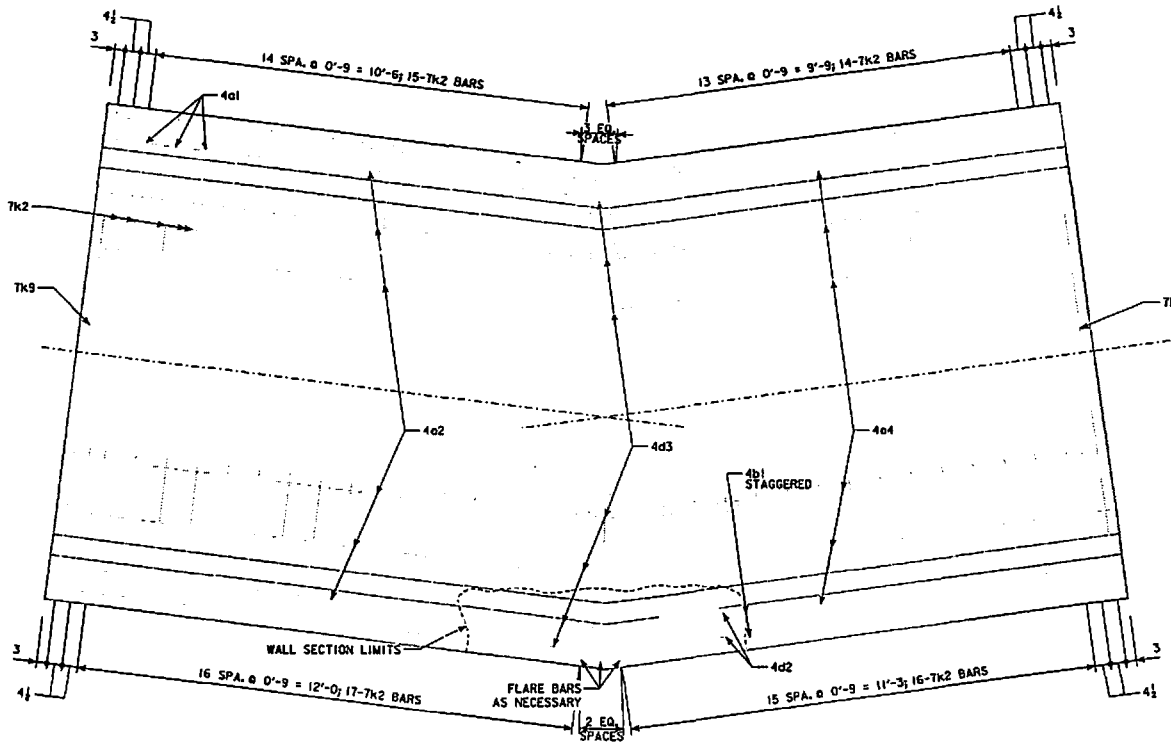 4½
4½
3
3
14 SPA. @ 0'-9 = 10'-6; 15-7k2 BARS
13 SPA. @ 0'-9 = 9'-9; 14-7k2 BARS
4a1
3 EQ.
SPACES
7k2
7k9
4a2
4d3
4a4
4b1
STAGGERED
WALL SECTION LIMITS
4d2
3
3
16 SPA. @ 0'-9 = 12'-0; 17-7k2 BARS
FLARE BARS
AS NECESSARY
15 SPA. @ 0'-9 = 11'-3; 16-7k2 BARS
4½
4½
2 EQ.
SPACES